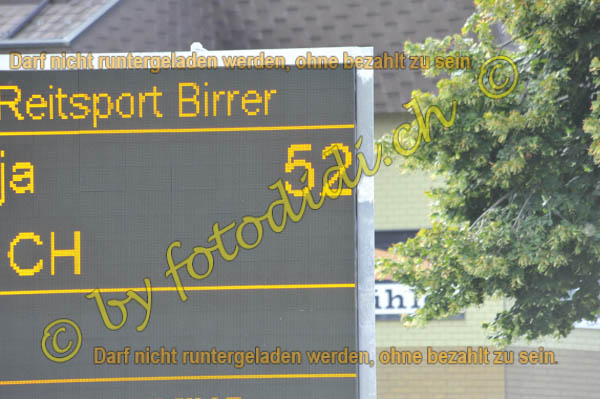 Darf nicht runtergeladen werden, ohne bezahlt zu sein ©
Reitsport Birrer
ja 52
CH
© by fotodidi.ch
Darf nicht runtergeladen werden, ohne bezahlt zu sein.